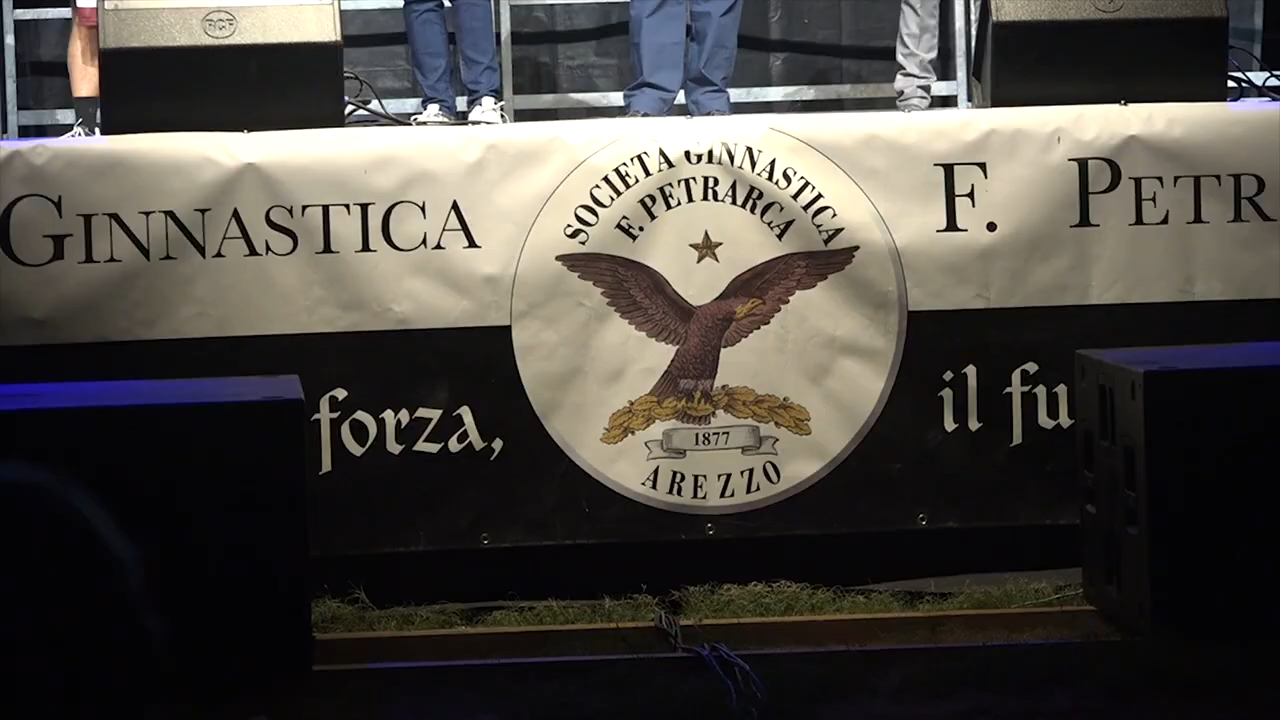 RCF
GINNASTICA
SOCIETA GINNASTICA
F. PETRARCA
F. PETR
forza,
il fu
1877
AREZZO